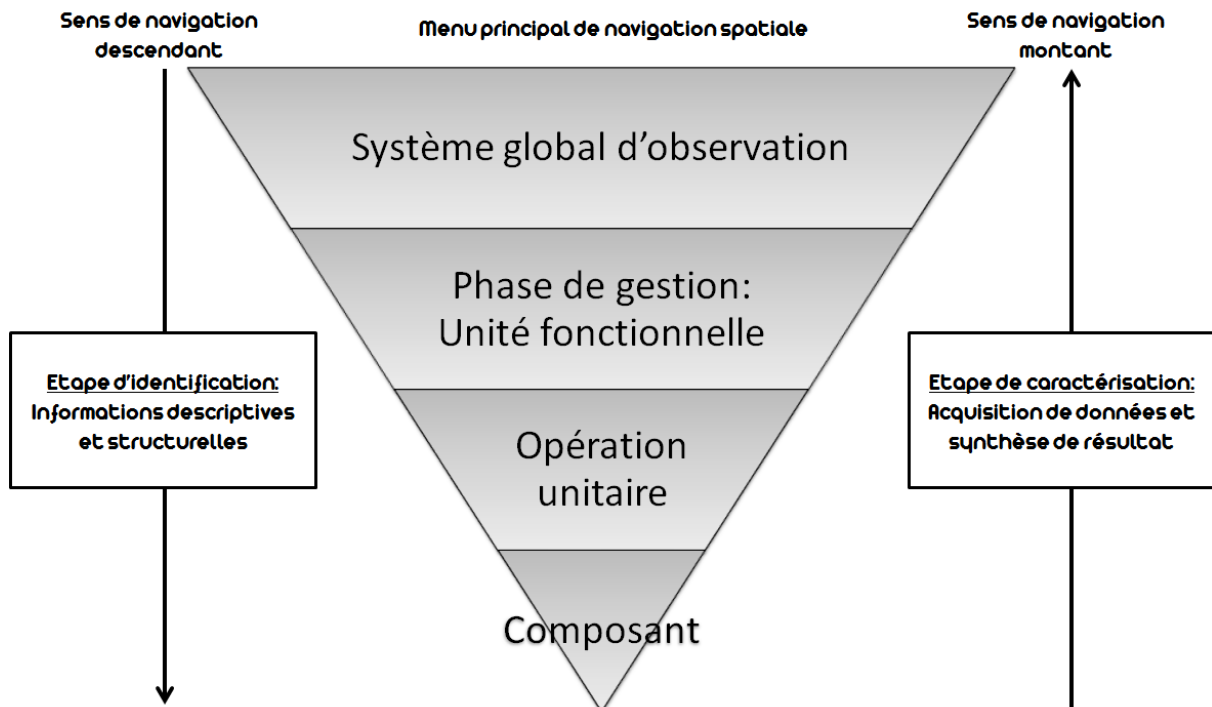 Sens de navigation
descendant
Menu principal de navigation spatiale
Sens de navigation
montant
Système global d'observation
Phase de gestion:
Unité fonctionnelle
Etape d'identification:
Informations descriptives
et structurelles
Etape de caractérisation:
Acquisition de données et
synthèse de résultat
Opération
unitaire
Composant